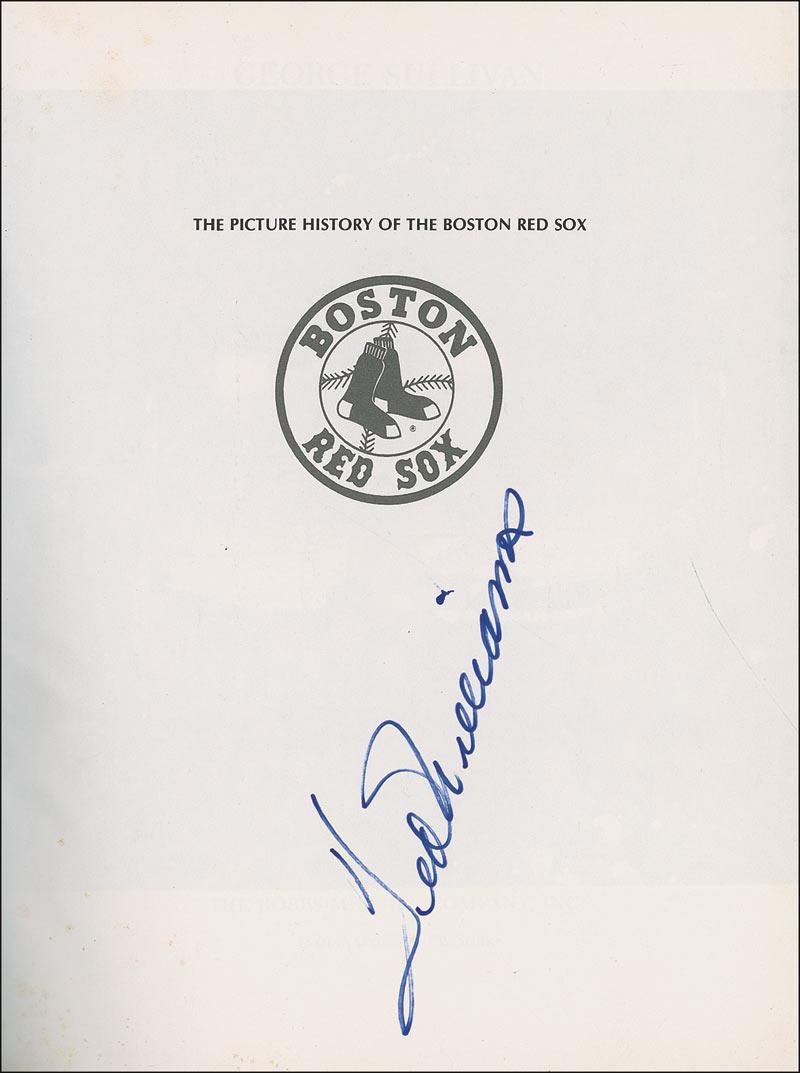 GEORGE SULLIVAN
THE PICTURE HISTORY OF THE BOSTON RED SOX
BOSTON
RED SOX
®
Ted Williams